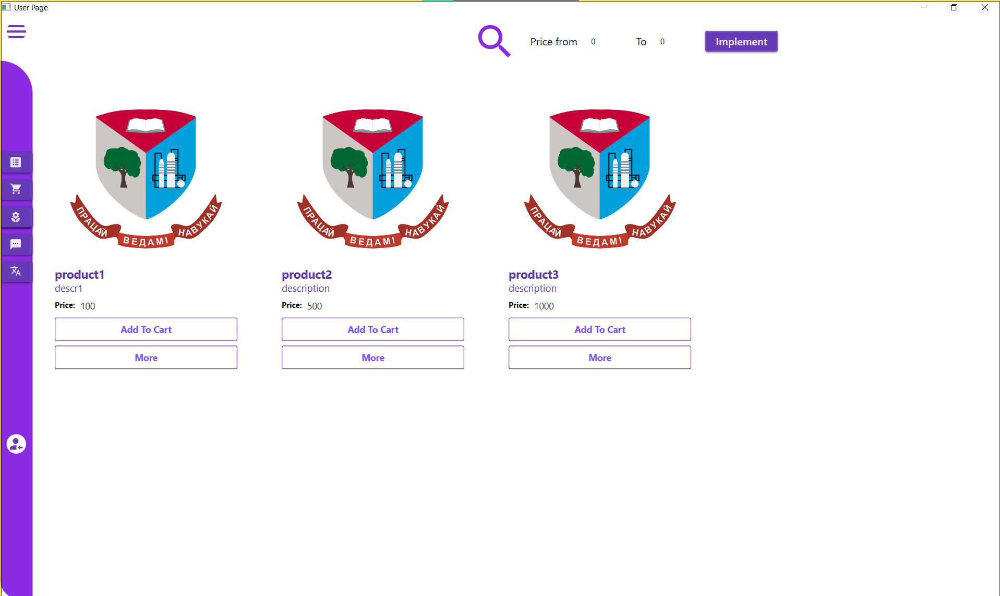 User Page
Price from 0 To 0 Implement
ПРАЦАЙ ВЕДАМІ НАВУКАЙ
ПРАЦАЙ ВЕДАМІ НАВУКАЙ
ПРАЦАЙ ВЕДАМІ НАВУКАЙ
product1
descr1
Price: 100
Add To Cart
More
product2
description
Price: 500
Add To Cart
More
product3
description
Price: 1000
Add To Cart
More